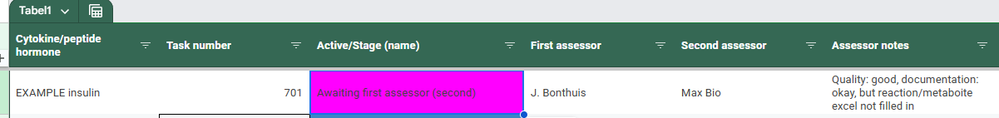 Tabel1
Cytokine/peptide
hormone
Task number
Active/Stage (name)
First assessor
Second assessor
Assessor notes
EXAMPLE insulin
701
Awaiting first assessor (second)
J. Bonthuis
Max Bio
Quality: good, documentation:
okay, but reaction/metaboite
excel not filled in